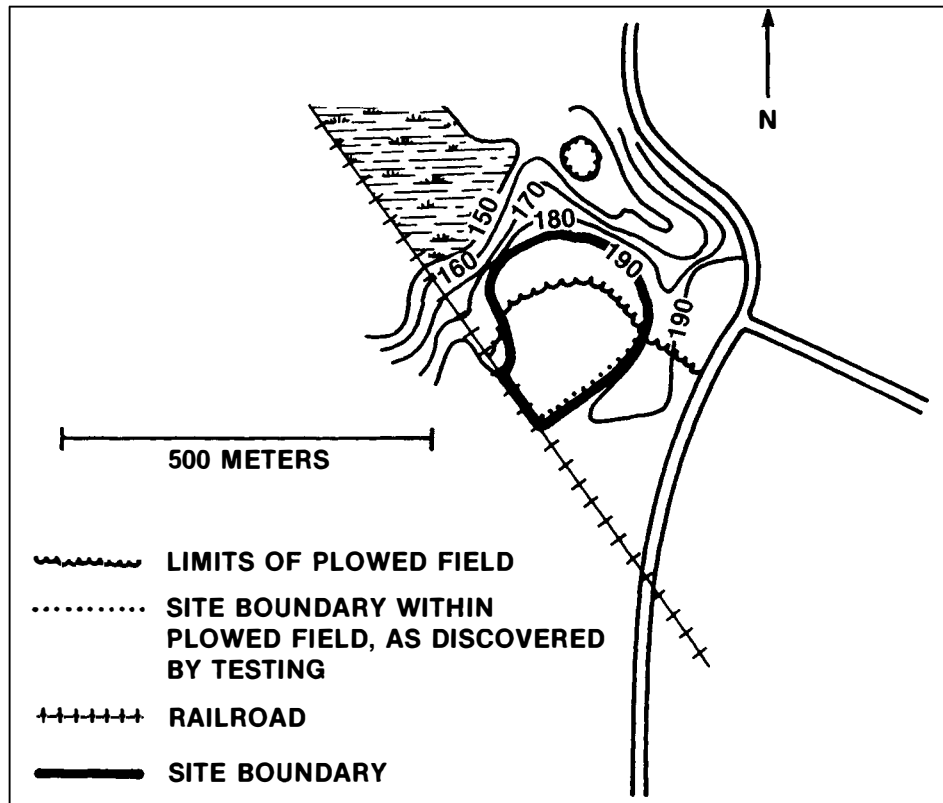 N
150
170
180
160
190
190
500 METERS
LIMITS OF PLOWED FIELD
SITE BOUNDARY WITHIN
PLOWED FIELD, AS DISCOVERED
BY TESTING
RAILROAD
SITE BOUNDARY